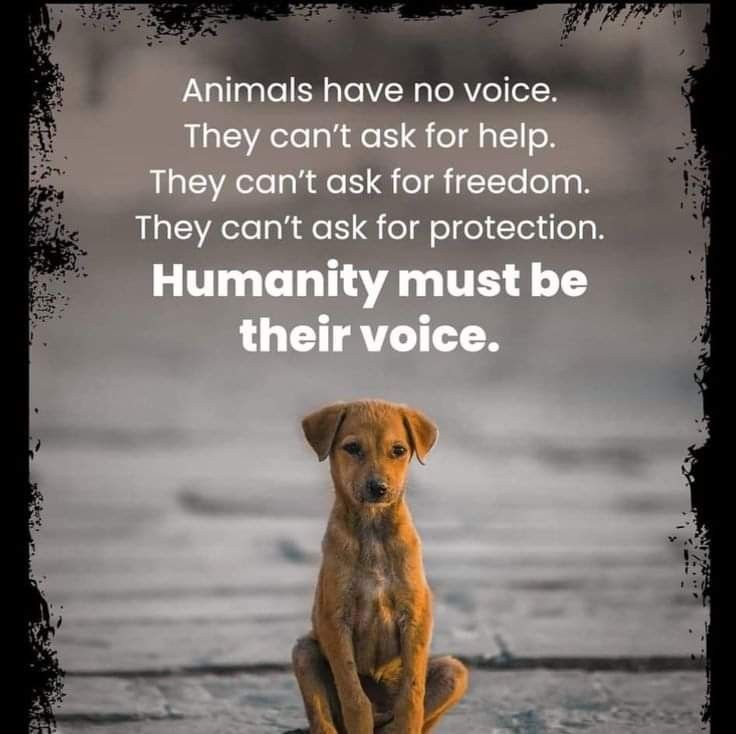 Animals have no voice.
They can't ask for help.
They can't ask for freedom.
They can't ask for protection.
Humanity must be
their voice.